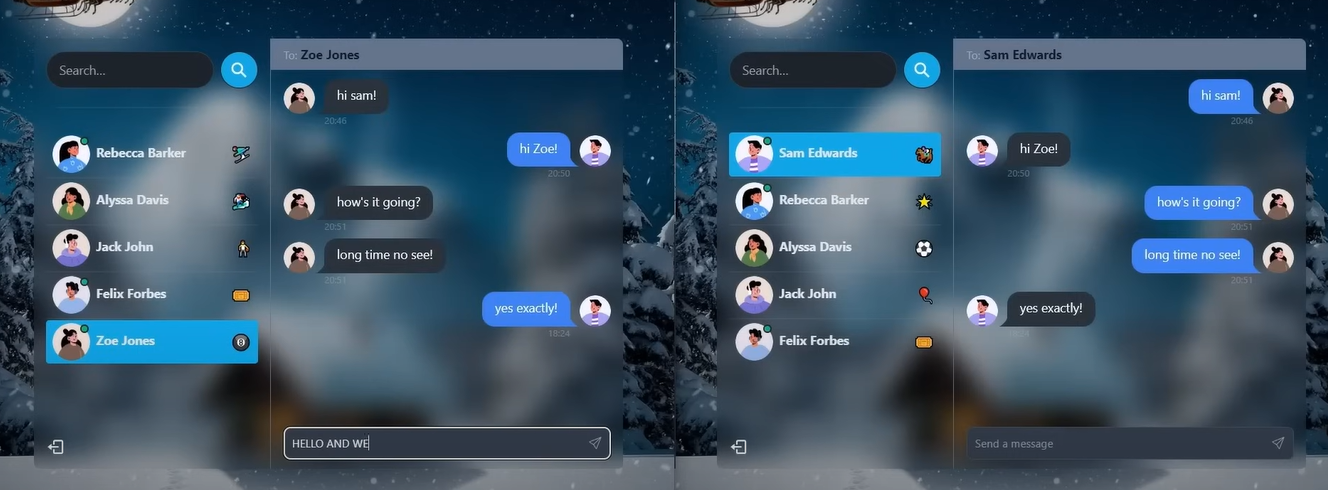 Search...
Rebecca Barker
Alyssa Davis
Jack John
Felix Forbes
Zoe Jones
To: Zoe Jones
hi sam!
20:46
hi Zoe!
20:50
how's it going?
20:51
long time no see!
20:51
yes exactly!
18:24
HELLO AND WE
Search...
Sam Edwards
Rebecca Barker
Alyssa Davis
Jack John
Felix Forbes
To: Sam Edwards
hi sam!
20:46
hi Zoe!
20:50
how's it going?
20:51
long time no see!
20:51
yes exactly!
Send a message